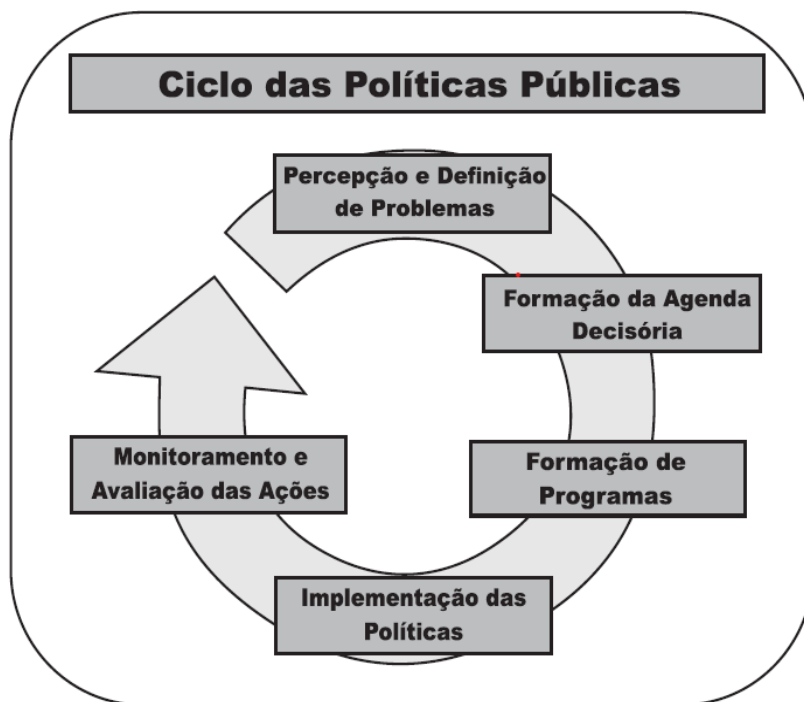 Ciclo das Políticas Públicas
Percepção e Definição
de Problemas
Formação da Agenda
Decisória
Formação de
Programas
Implementação das
Políticas
Monitoramento e
Avaliação das Ações